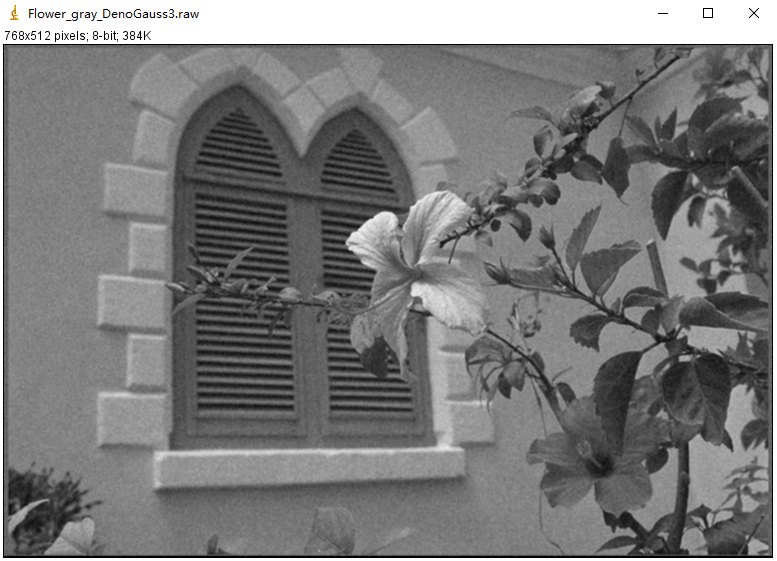 Flower_gray_DenoGauss3.raw
768x512 pixels; 8-bit; 384K